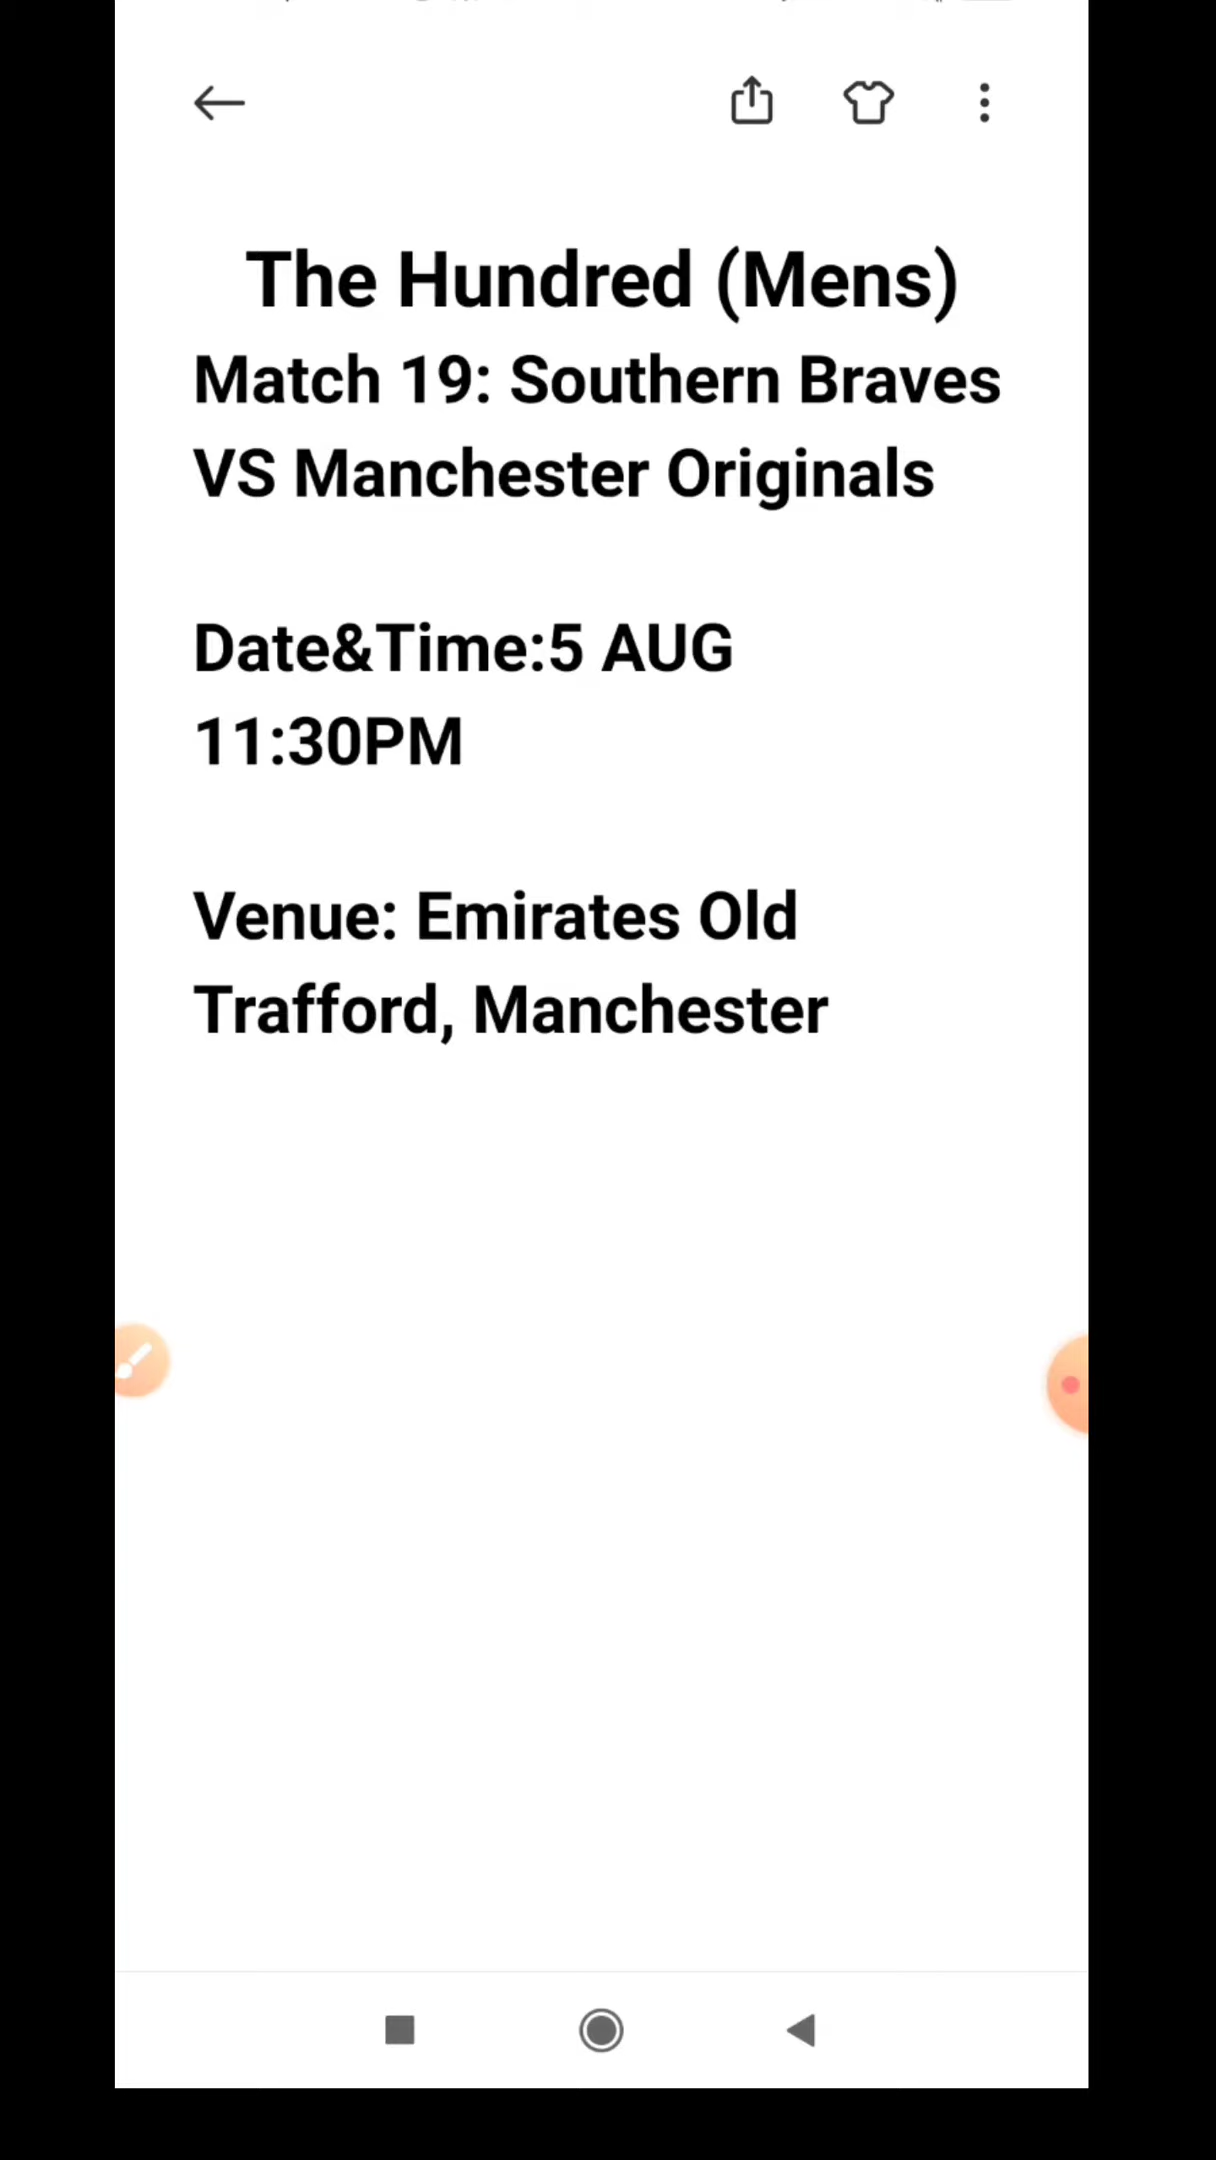 The Hundred (Mens)
Match 19: Southern Braves
VS Manchester Originals
Date&Time:5 AUG
11:30PM
Venue: Emirates Old
Trafford, Manchester